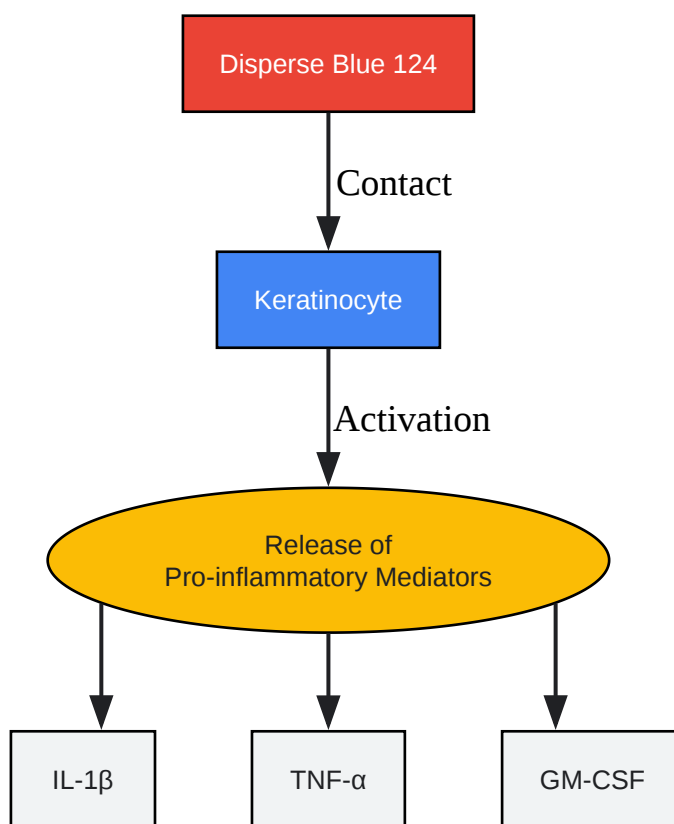 Disperse Blue 124
Contact
Keratinocyte
Activation
Release of
Pro-inflammatory Mediators
IL-1β
TNF-α
GM-CSF